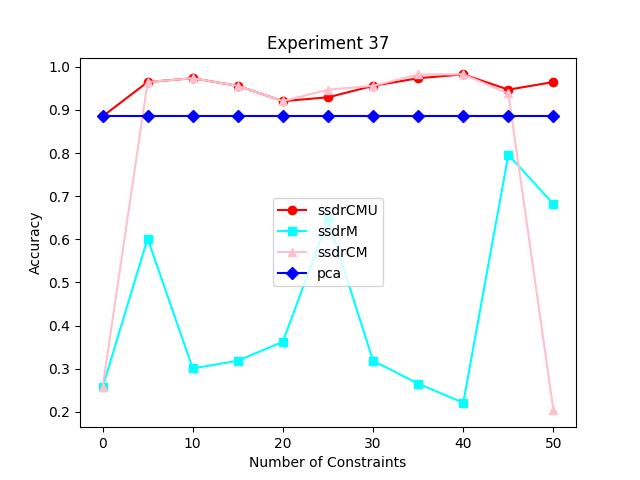 Experiment 37
1.0
0.9
0.8
0.7
0.6
0.5
0.4
0.3
0.2
Accuracy
ssdrCMU
ssdrM
ssdrCM
pca
0 10 20 30 40 50
Number of Constraints